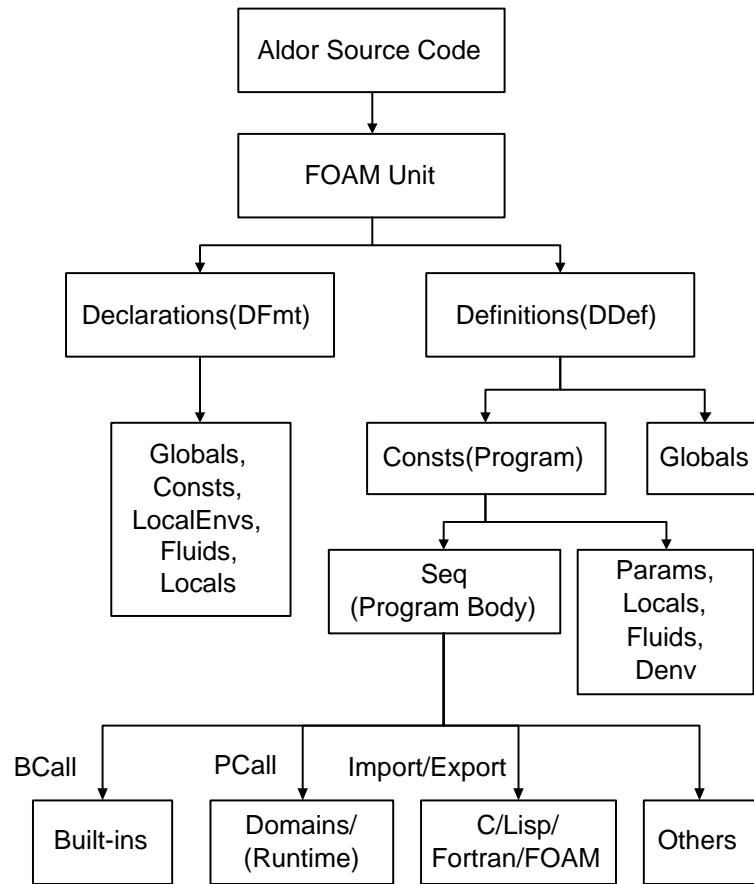 Aldor Source Code
FOAM Unit
Declarations(DFmt)
Definitions(DDef)
Globals,
Consts,
LocalEnvs,
Fluids,
Locals
Consts(Program)
Globals
Seq
(Program Body)
Params,
Locals,
Fluids,
Denv
BCall
PCall
Import/Export
Built-ins
Domains/
(Runtime)
C/Lisp/
Fortran/FOAM
Others